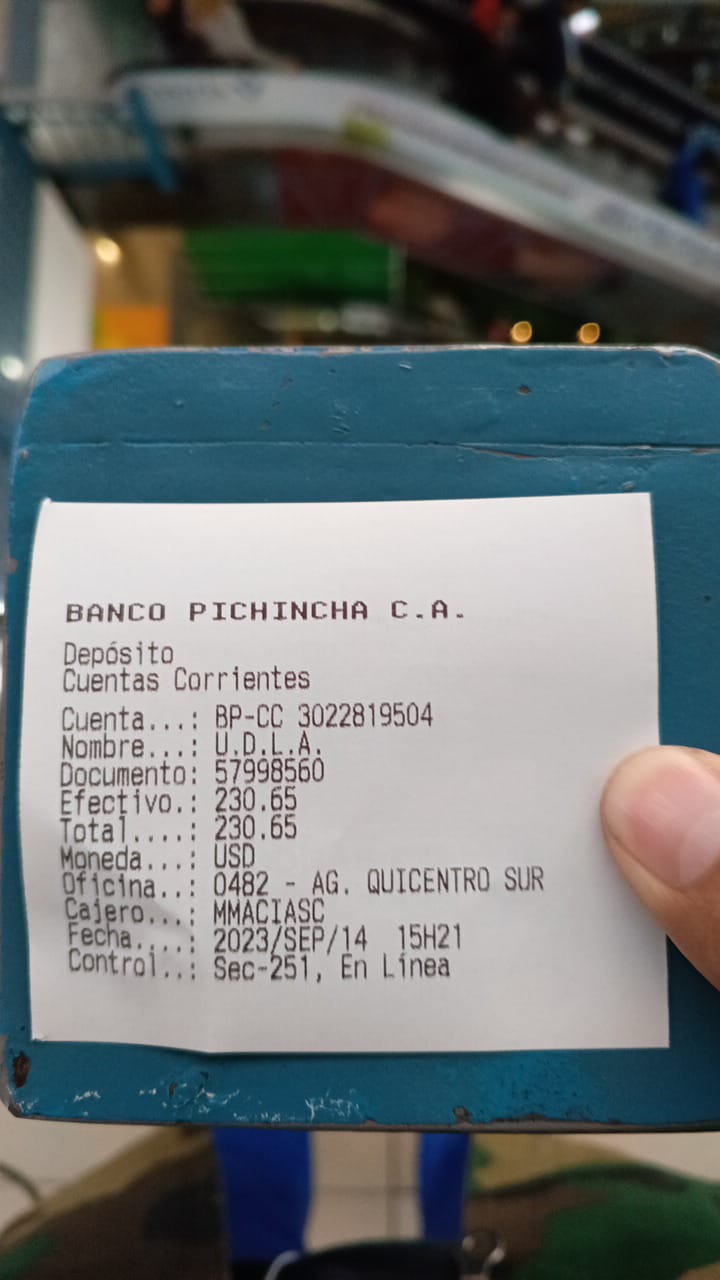 BANCO PICHINCHA C.A.
Depósito
Cuentas Corrientes
Cuenta...: BP-CC 3022819504
Nombre...: U.D.L.A.
Documento: 57998560
Efectivo.: 230.65
Total....: 230.65
Moneda...: USD
Oficina..: 0482 - AG. QUICENTRO SUR
Cajero...: MMACIASC
Fecha....: 2023/SEP/14 15H21
Control..: Sec-251, En Línea